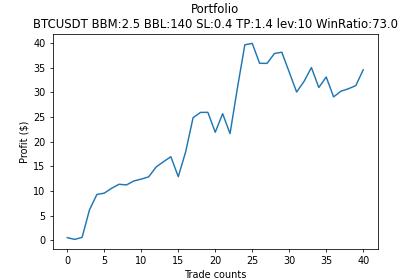 Portfolio
BTCUSDT BBM:2.5 BBL:140 SL:0.4 TP:1.4 lev:10 WinRatio:73.0
Profit ($)
40
35
30
25
20
15
10
5
0
0 5 10 15 20 25 30 35 40
Trade counts